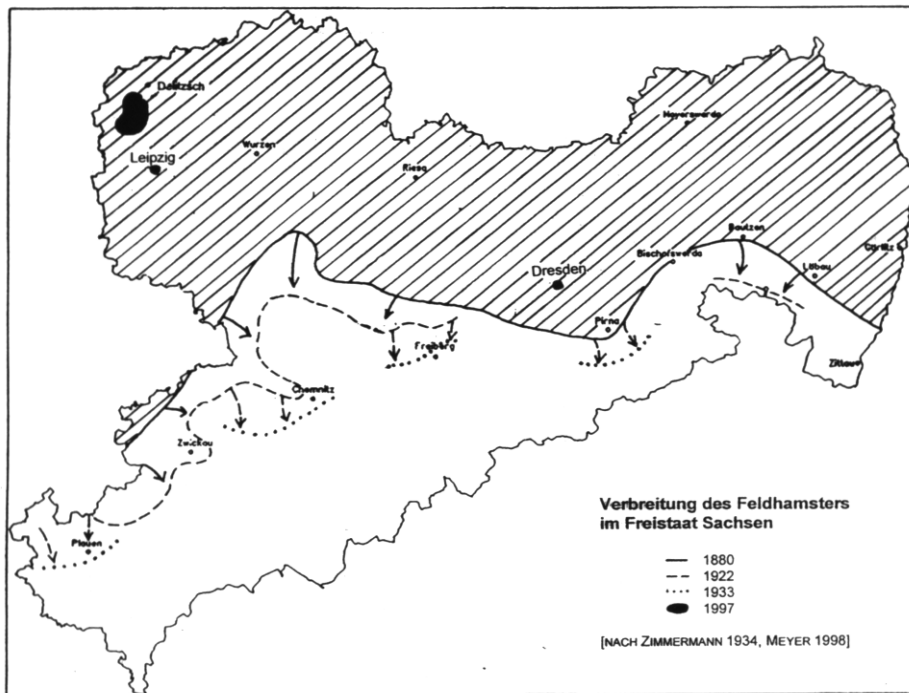 Delitzsch
Leipzig
Wurzen
Riesa
Hoyerswerda
Bautzen
Görlitz
Bischofswerda
Löbau
Dresden
Pirna
Zittau
Freiberg
Chemnitz
Zwickau
Plauen
Verbreitung des Feldhamsters
im Freistaat Sachsen
1880
1922
1933
1997
[NACH ZIMMERMANN 1934, MEYER 1998]